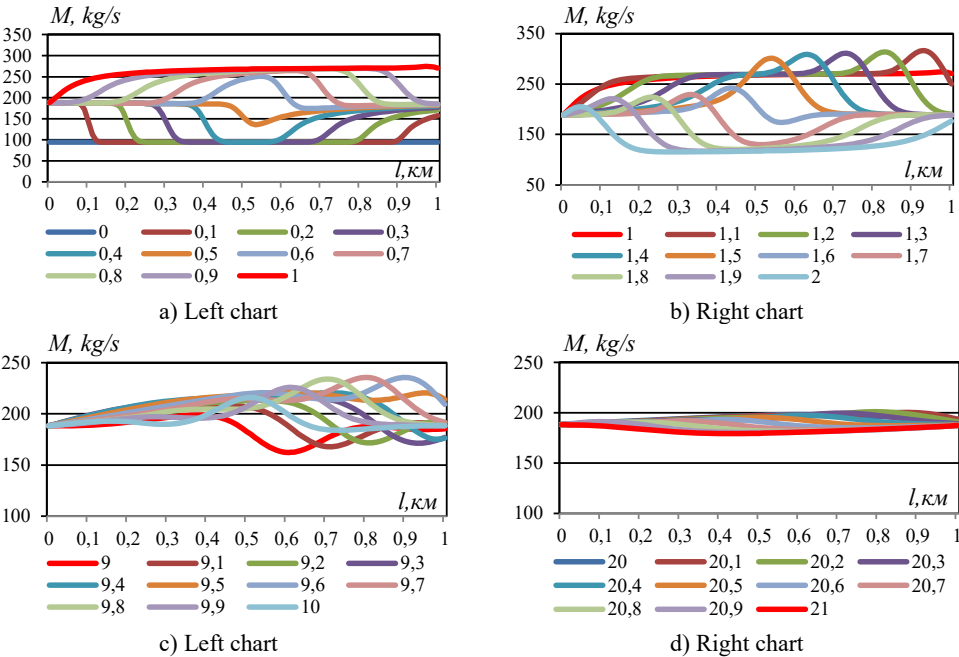 M, kg/s
350
300
250
200
150
100
50
0
l,км
0 0,1 0,2 0,3 0,4 0,5 0,6 0,7 0,8 0,9 1
0 0,1 0,2 0,3
0,4 0,5 0,6 0,7
0,8 0,9 1
a) Left chart
M, kg/s
350
250
150
50
l,км
0 0,1 0,2 0,3 0,4 0,5 0,6 0,7 0,8 0,9 1
1 1,1 1,2 1,3
1,4 1,5 1,6 1,7
1,8 1,9 2
b) Right chart
M, kg/s
250
200
150
100
l,км
0 0,1 0,2 0,3 0,4 0,5 0,6 0,7 0,8 0,9 1
9 9,1 9,2 9,3
9,4 9,5 9,6 9,7
9,8 9,9 10
c) Left chart
M, kg/s
250
200
150
100
l,км
0 0,1 0,2 0,3 0,4 0,5 0,6 0,7 0,8 0,9 1
20 20,1 20,2 20,3
20,4 20,5 20,6 20,7
20,8 20,9 21
d) Right chart